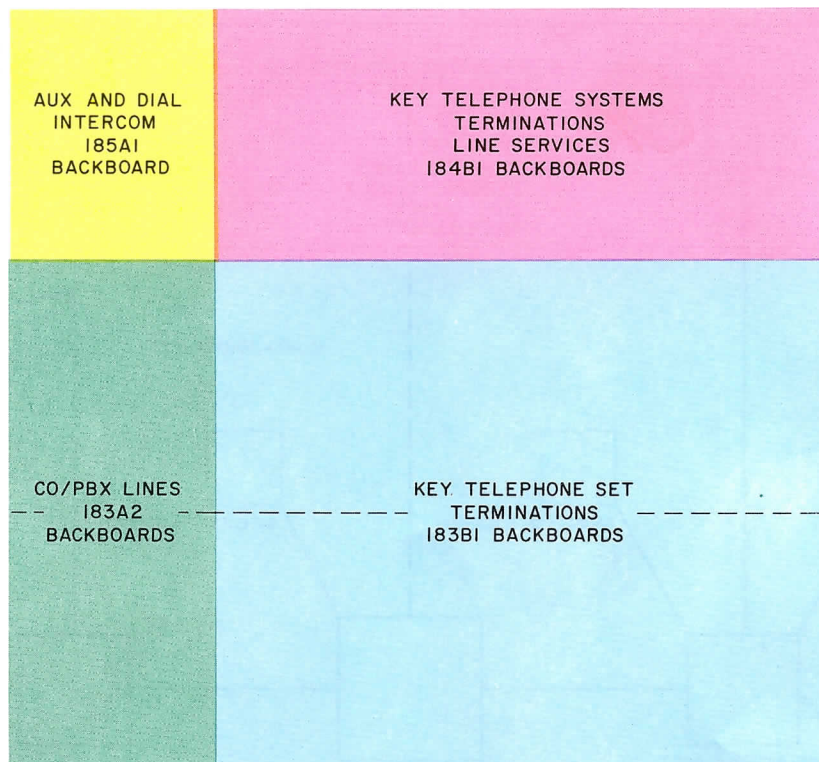 AUX AND DIAL
INTERCOM
185A1
BACKBOARD
KEY TELEPHONE SYSTEMS
TERMINATIONS
LINE SERVICES
184B1 BACKBOARDS
CO/PBX LINES
183A2
BACKBOARDS
KEY TELEPHONE SET
TERMINATIONS
183B1 BACKBOARDS